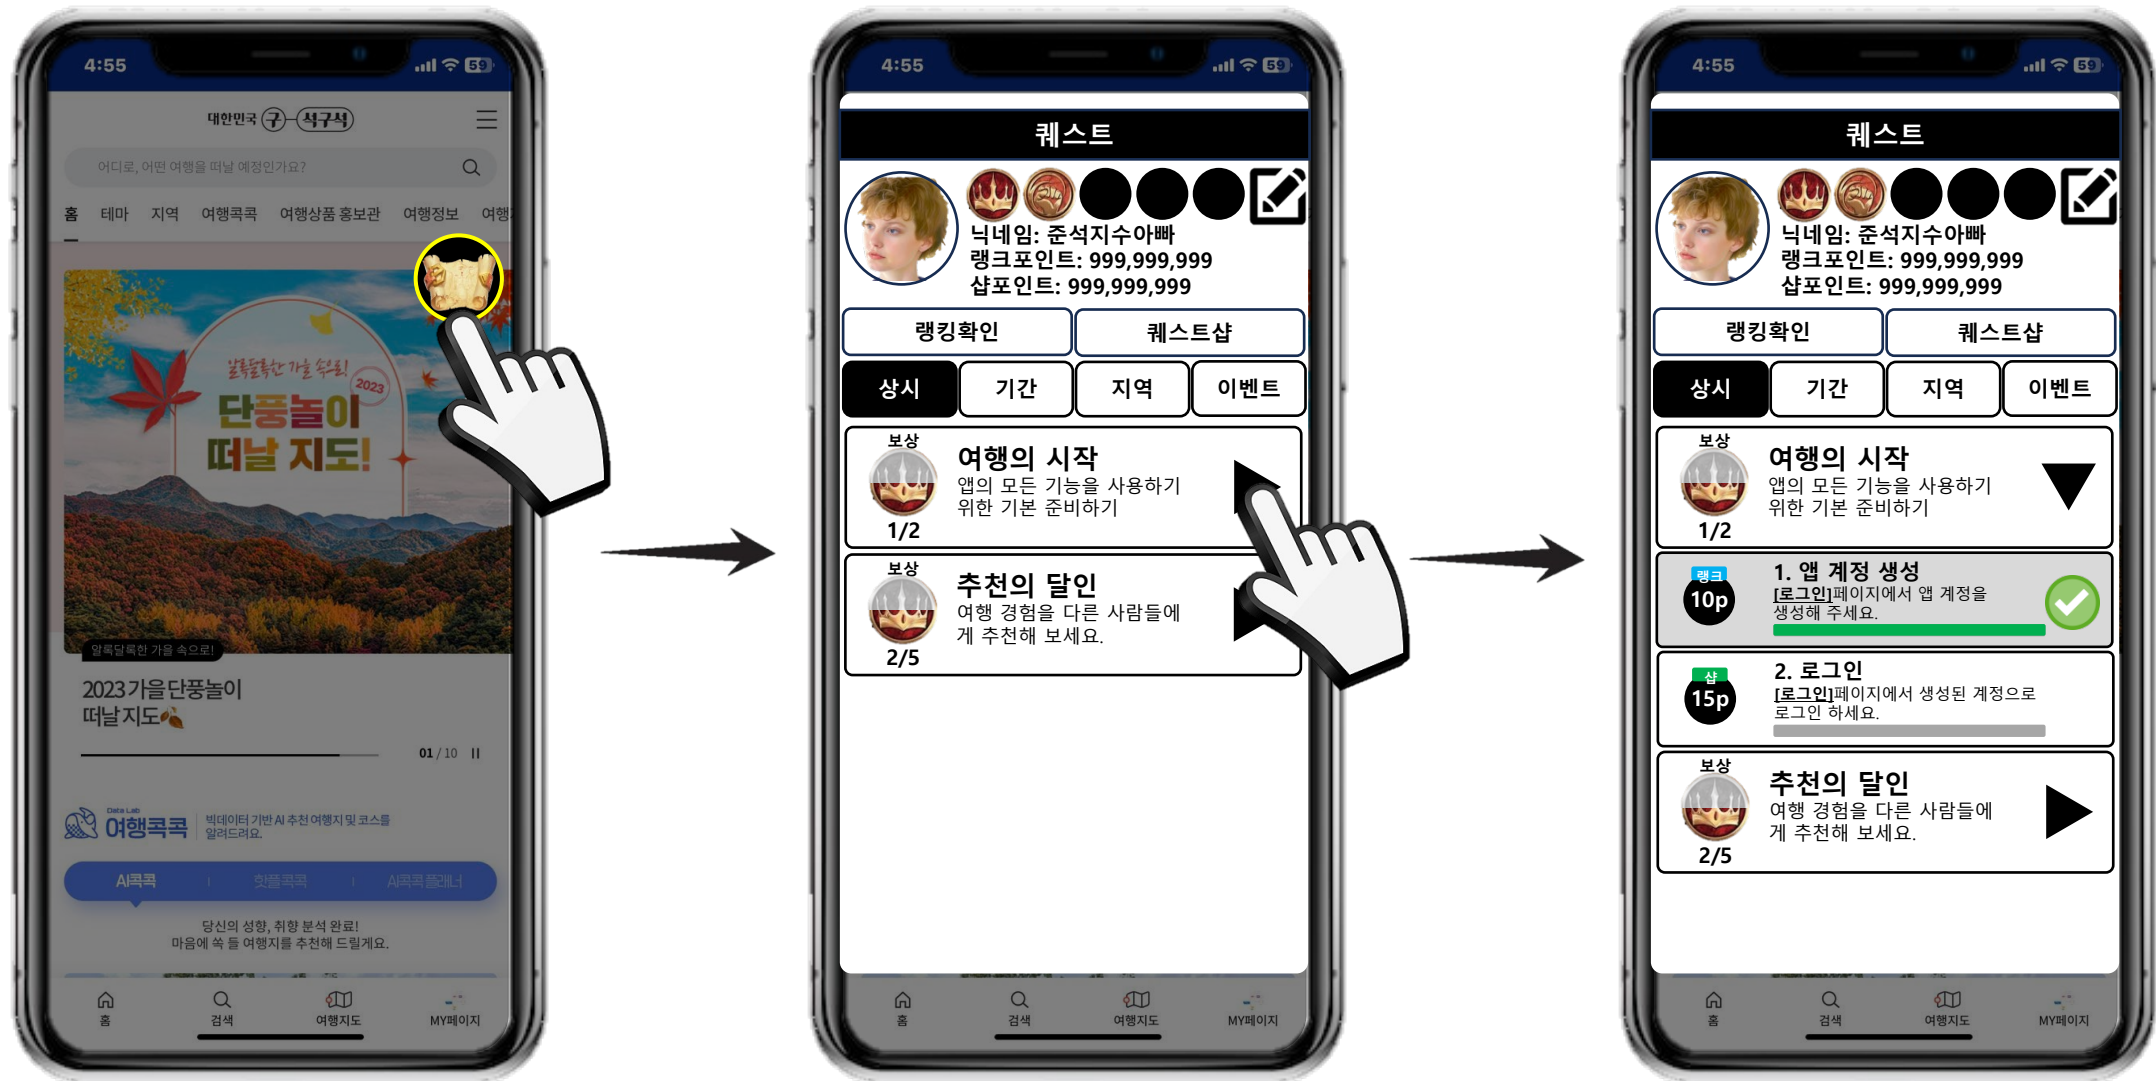 4:55
59
대한민국 구석구석
어디로, 어떤 여행을 떠날 예정인가요?
홈 테마 지역 여행콕콕 여행상품 홍보관 여행정보
알록달록한 가을 속으로!
2023
단풍놀이
떠날 지도!
알록달록한 가을 속으로!
2023 가을 단풍놀이
떠날 지도
01 / 10
Data Lab
여행콕콕
빅데이터 기반 AI 추천 여행지 및 코스를
알려드려요.
AI콕콕 핫플콕콕 AI콕콕 플래너
당신의 성향, 취향 분석 완료!
마음에 쏙 들 여행지를 추천해 드릴게요.
홈 검색 여행지도 MY페이지
4:55
59
퀘스트
닉네임: 준석지수아빠
랭크포인트: 999,999,999
샵포인트: 999,999,999
랭킹확인 퀘스트샵
상시 기간 지역 이벤트
보상
여행의 시작
앱의 모든 기능을 사용하기
위한 기본 준비하기
1/2
보상
추천의 달인
여행 경험을 다른 사람들에
게 추천해 보세요.
2/5
홈 검색 여행지도 MY페이지
4:55
59
퀘스트
닉네임: 준석지수아빠
랭크포인트: 999,999,999
샵포인트: 999,999,999
랭킹확인 퀘스트샵
상시 기간 지역 이벤트
보상
여행의 시작
앱의 모든 기능을 사용하기
위한 기본 준비하기
1/2
랭크
10p
1. 앱 계정 생성
[로그인]페이지에서 앱 계정을
생성해 주세요.
샵
15p
2. 로그인
[로그인]페이지에서 생성된 계정으로
로그인 하세요.
보상
추천의 달인
여행 경험을 다른 사람들에
게 추천해 보세요.
2/5
홈 검색 여행지도 MY페이지